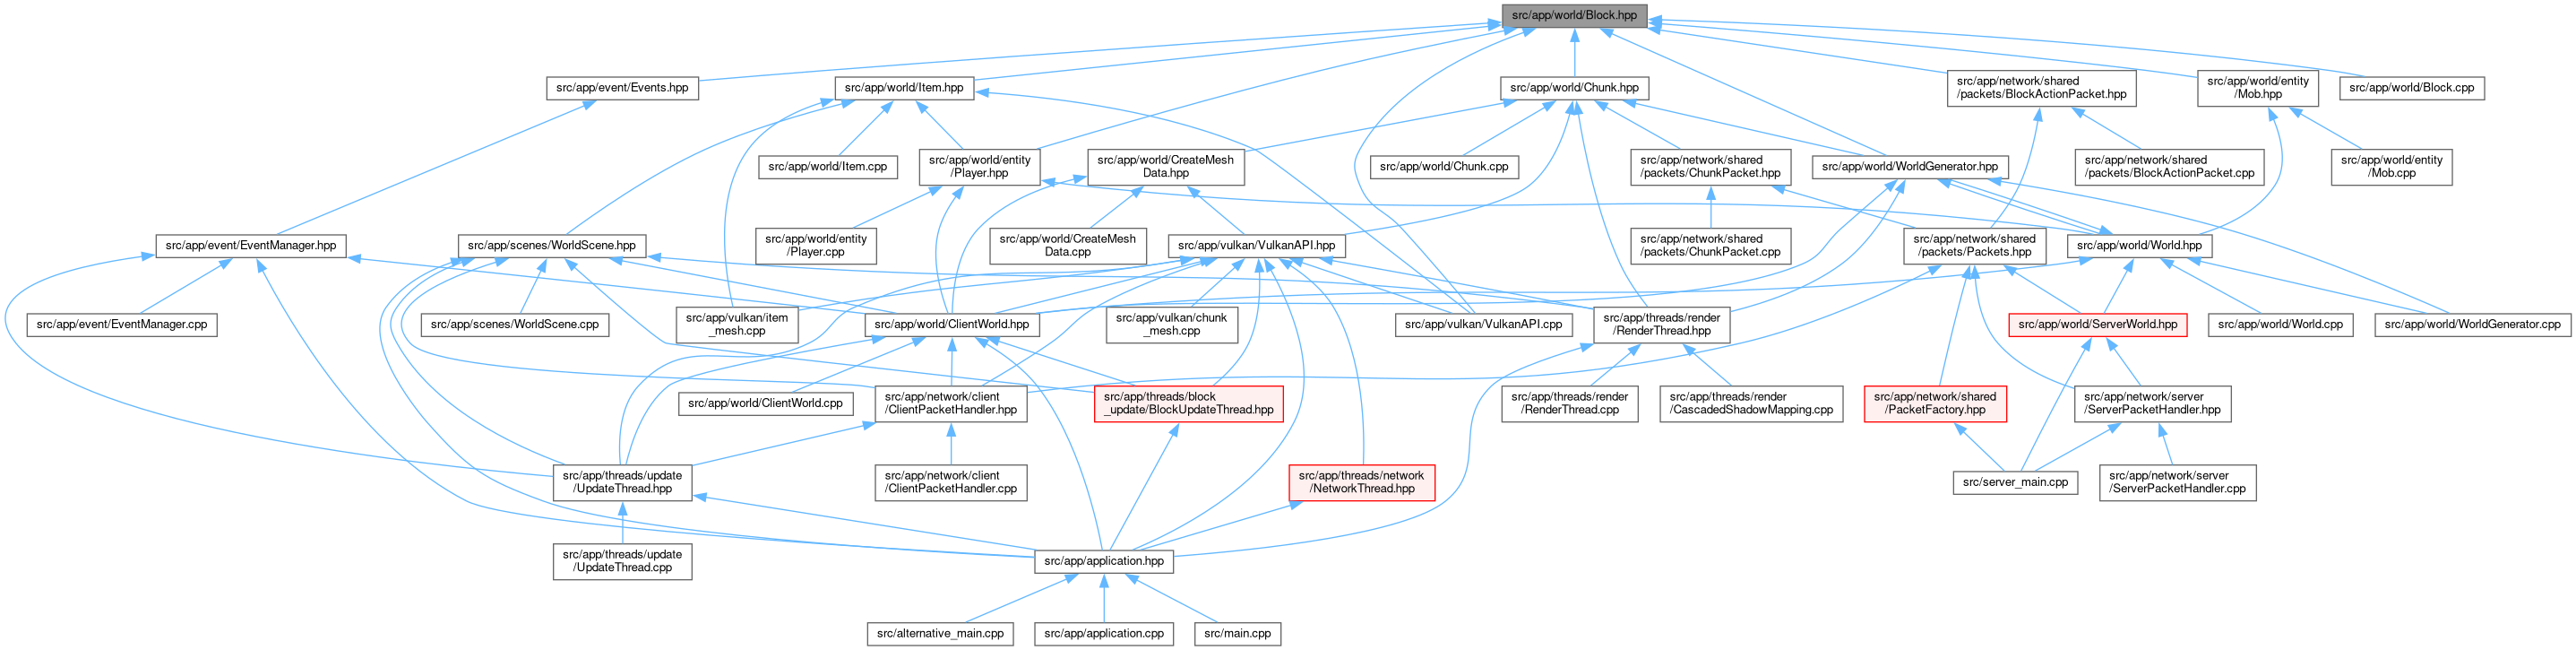 src/app/world/Block.hpp
src/app/event/Events.hpp
src/app/world/Item.hpp
src/app/world/Chunk.hpp
src/app/network/shared
/packets/BlockActionPacket.hpp
src/app/world/entity
/Mob.hpp
src/app/world/Block.cpp
src/app/world/Item.cpp
src/app/world/entity
/Player.hpp
src/app/world/CreateMesh
Data.hpp
src/app/world/Chunk.cpp
src/app/network/shared
/packets/ChunkPacket.hpp
src/app/world/WorldGenerator.hpp
src/app/network/shared
/packets/BlockActionPacket.cpp
src/app/world/entity
/Mob.cpp
src/app/event/EventManager.hpp
src/app/scenes/WorldScene.hpp
src/app/world/entity
/Player.cpp
src/app/world/CreateMesh
Data.cpp
src/app/vulkan/VulkanAPI.hpp
src/app/network/shared
/packets/ChunkPacket.cpp
src/app/network/shared
/packets/Packets.hpp
src/app/world/World.hpp
src/app/event/EventManager.cpp
src/app/scenes/WorldScene.cpp
src/app/vulkan/item
_mesh.cpp
src/app/world/ClientWorld.hpp
src/app/vulkan/chunk
_mesh.cpp
src/app/vulkan/VulkanAPI.cpp
src/app/threads/render
/RenderThread.hpp
src/app/world/ServerWorld.hpp
src/app/world/World.cpp
src/app/world/WorldGenerator.cpp
src/app/world/ClientWorld.cpp
src/app/network/client
/ClientPacketHandler.hpp
src/app/threads/block
_update/BlockUpdateThread.hpp
src/app/threads/render
/RenderThread.cpp
src/app/threads/render
/CascadedShadowMapping.cpp
src/app/network/shared
/PacketFactory.hpp
src/app/network/server
/ServerPacketHandler.hpp
src/app/threads/update
/UpdateThread.hpp
src/app/network/client
/ClientPacketHandler.cpp
src/app/threads/network
/NetworkThread.hpp
src/server_main.cpp
src/app/network/server
/ServerPacketHandler.cpp
src/app/threads/update
/UpdateThread.cpp
src/app/application.hpp
src/alternative_main.cpp
src/app/application.cpp
src/main.cpp